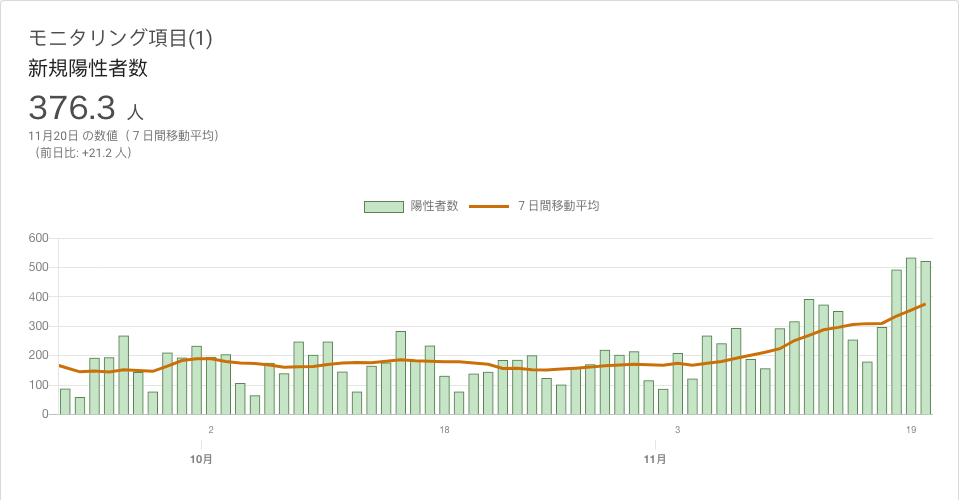 モニタリング項目(1)
新規陽性者数
376.3 人
11月20日 の数値（７日間移動平均）
（前日比: +21.2 人）
陽性者数 ７日間移動平均
600
500
400
300
200
100
0
2 18 3 19
10月 11月